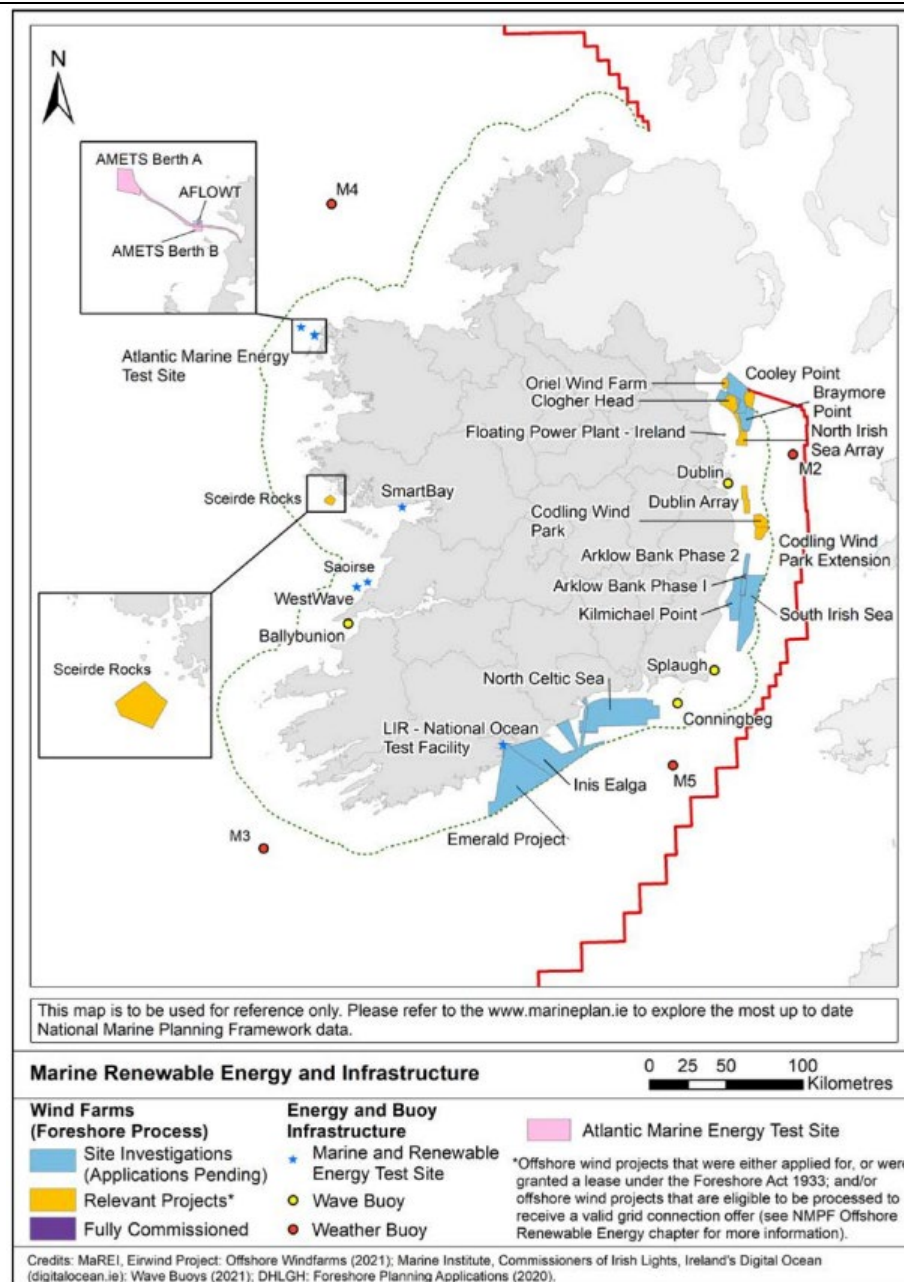 N
AMETS Berth A
AFLOWT
AMETS Berth B
M4
Atlantic Marine Energy
Test Site
Oriel Wind Farm
Cooley Point
Clogher Head
Braymore
Point
Floating Power Plant - Ireland
North Irish
Sea Array
M2
Sceirde Rocks
SmartBay
Dublin
Dublin Array
Codling Wind
Park
Codling Wind
Park Extension
Saoirse
WestWave
Ballybunion
Arklow Bank Phase 2
Arklow Bank Phase I
Kilmichael Point
South Irish Sea
Sceirde Rocks
Splaugh
North Celtic Sea
Conningbeg
LIR - National Ocean
Test Facility
Inis Ealga
M5
Emerald Project
M3
This map is to be used for reference only. Please refer to the www.marineplan.ie to explore the most up to date
National Marine Planning Framework data.
Marine Renewable Energy and Infrastructure
0 25 50 100
Kilometres
Wind Farms
(Foreshore Process)
Site Investigations
(Applications Pending)
Relevant Projects*
Fully Commissioned
Energy and Buoy
Infrastructure
Marine and Renewable
Energy Test Site
Wave Buoy
Weather Buoy
Atlantic Marine Energy Test Site
*Offshore wind projects that were either applied for, or were
granted a lease under the Foreshore Act 1933; and/or
offshore wind projects that are eligible to be processed to
receive a valid grid connection offer (see NMPF Offshore
Renewable Energy chapter for more information).
Credits: MaREI, Eirwind Project: Offshore Windfarms (2021); Marine Institute, Commissioners of Irish Lights, Ireland's Digital Ocean
(digitalocean.ie): Wave Buoys (2021); DHLGH: Foreshore Planning Applications (2020).